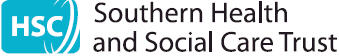 HSC
Southern Health
and Social Care Trust